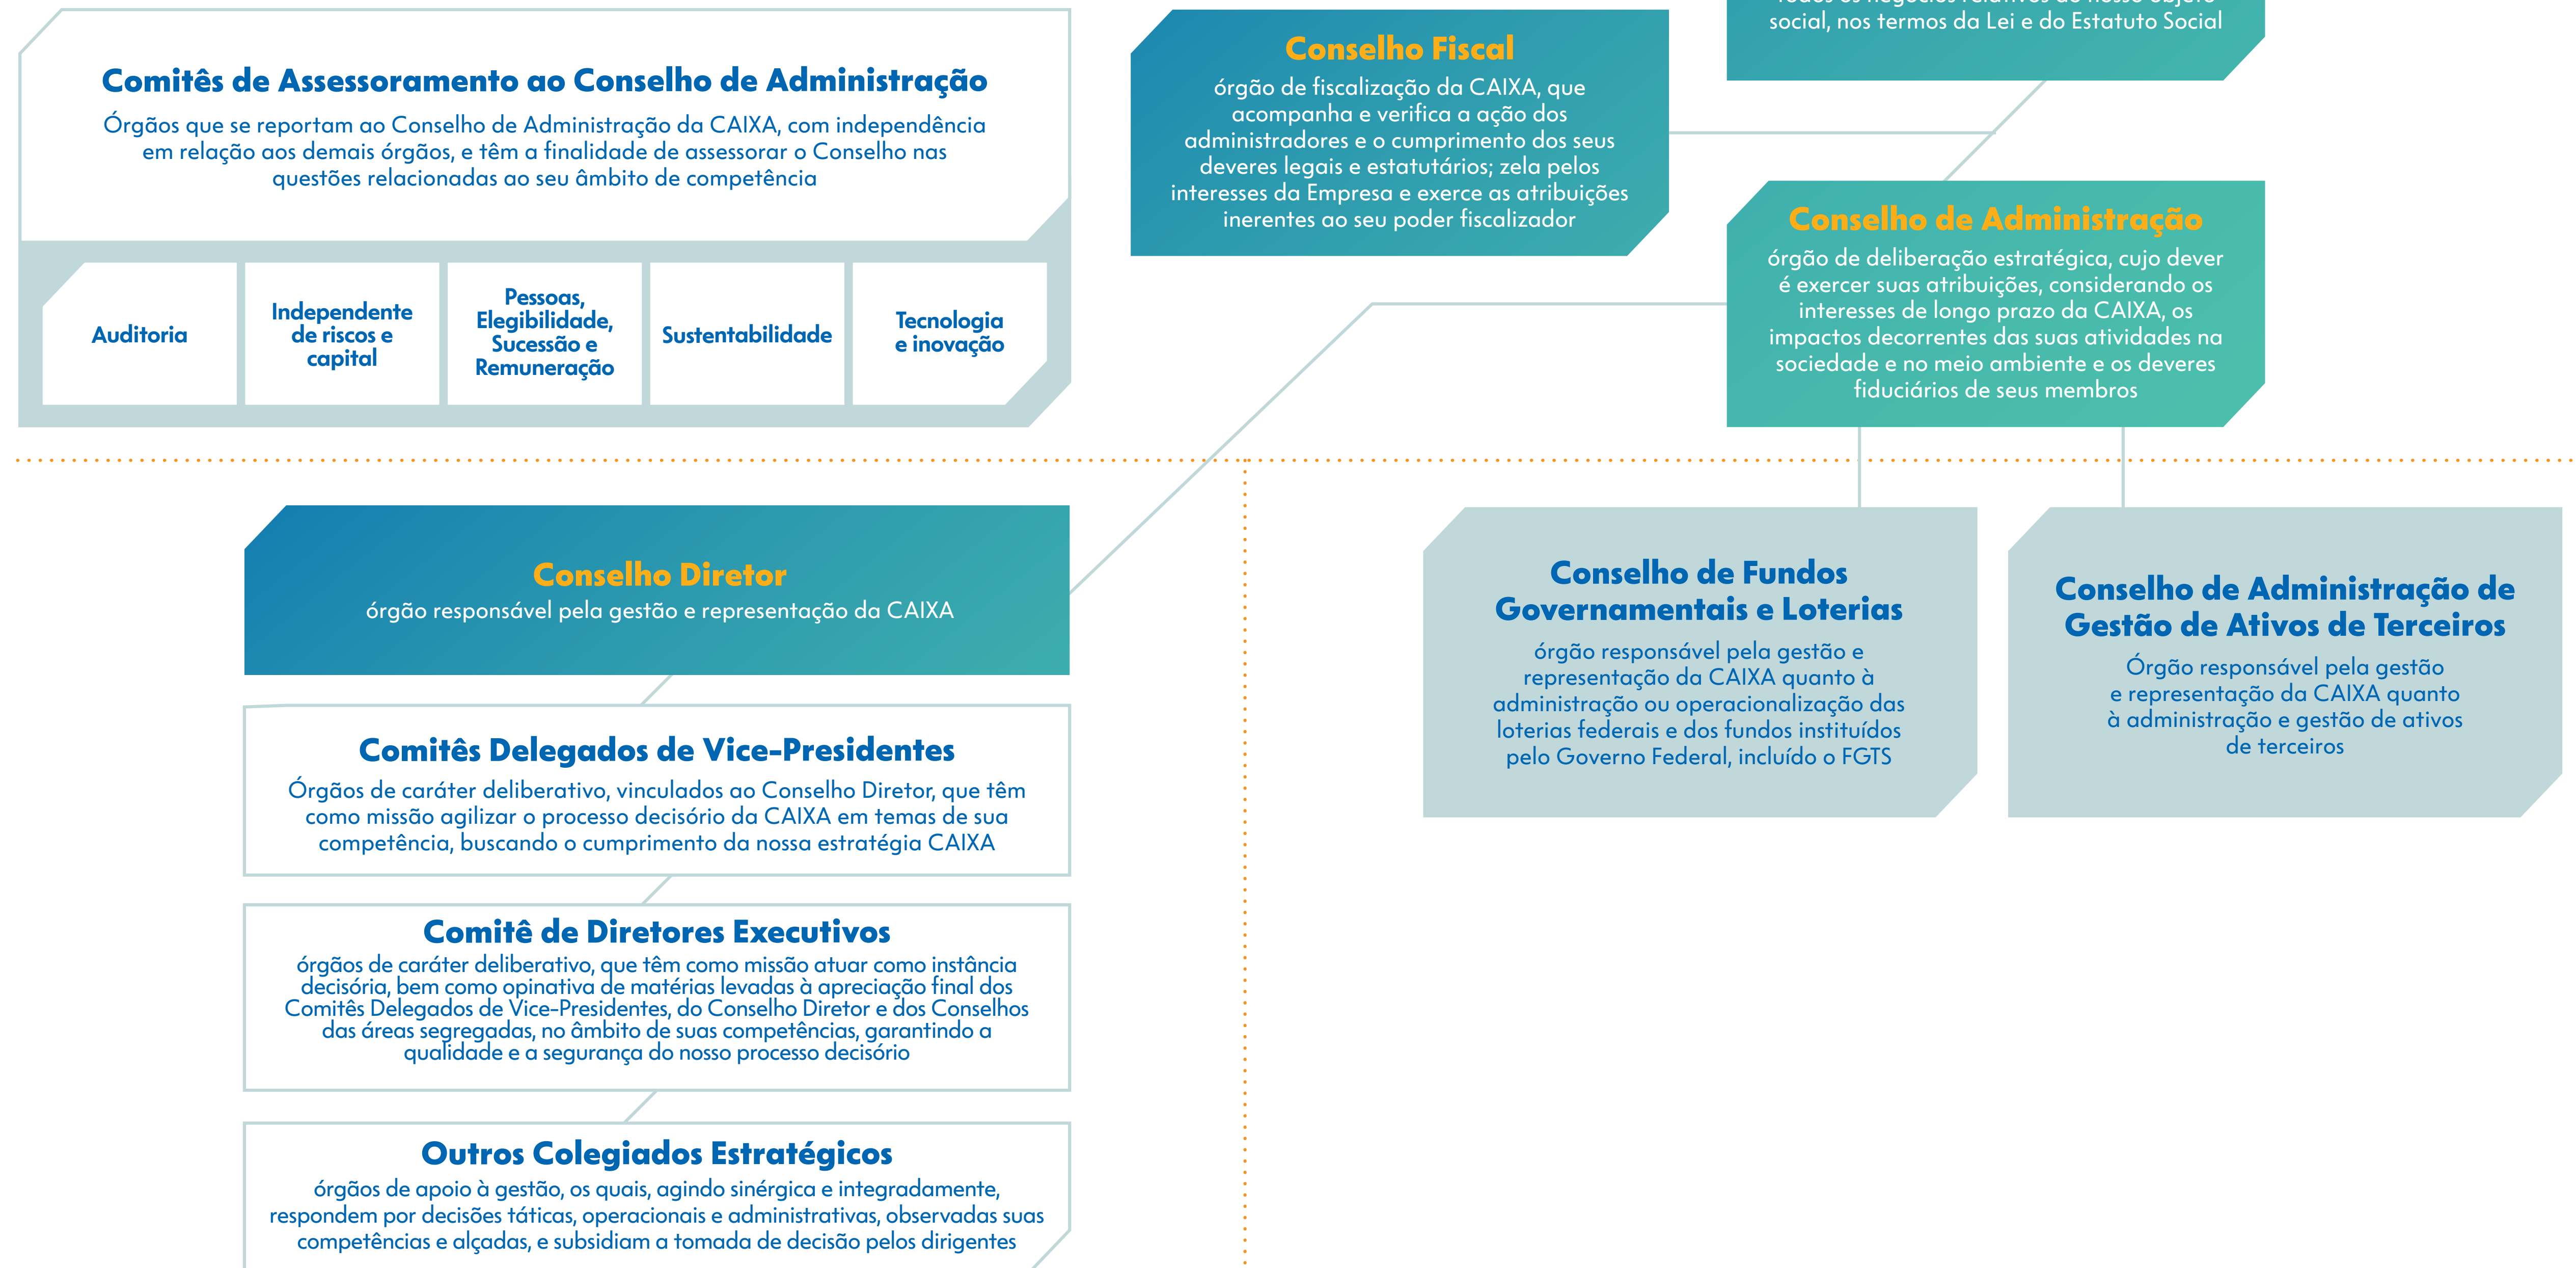 Comitês de Assessoramento ao Conselho de Administração
Órgãos que se reportam ao Conselho de Administração da CAIXA, com independência
em relação aos demais órgãos, e têm a finalidade de assessorar o Conselho nas
questões relacionadas ao seu âmbito de competência
Auditoria
Independente
de riscos e
capital
Pessoas,
Elegibilidade,
Sucessão e
Remuneração
Sustentabilidade
Tecnologia
e inovação
Conselho Fiscal
órgão de fiscalização da CAIXA, que
acompanha e verifica a ação dos
administradores e o cumprimento dos seus
deveres legais e estatutários; zela pelos
interesses da Empresa e exerce as atribuições
inerentes ao seu poder fiscalizador
todos os negócios relativos ao nosso objeto
social, nos termos da Lei e do Estatuto Social
Conselho de Administração
órgão de deliberação estratégica, cujo dever
é exercer suas atribuições, considerando os
interesses de longo prazo da CAIXA, os
impactos decorrentes das suas atividades na
sociedade e no meio ambiente e os deveres
fiduciários de seus membros
Conselho Diretor
órgão responsável pela gestão e representação da CAIXA
Comitês Delegados de Vice-Presidentes
Órgãos de caráter deliberativo, vinculados ao Conselho Diretor, que têm
como missão agilizar o processo decisório da CAIXA em temas de sua
competência, buscando o cumprimento da nossa estratégia CAIXA
Comitê de Diretores Executivos
órgãos de caráter deliberativo, que têm como missão atuar como instância
decisória, bem como opinativa de matérias levadas à apreciação final dos
Comitês Delegados de Vice-Presidentes, do Conselho Diretor e dos Conselhos
das áreas segregadas, no âmbito de suas competências, garantindo a
qualidade e a segurança do nosso processo decisório
Outros Colegiados Estratégicos
órgãos de apoio à gestão, os quais, agindo sinérgica e integradamente,
respondem por decisões táticas, operacionais e administrativas, observadas suas
competências e alçadas, e subsidiam a tomada de decisão pelos dirigentes
Conselho de Fundos
Governamentais e Loterias
órgão responsável pela gestão e
representação da CAIXA quanto à
administração ou operacionalização das
loterias federais e dos fundos instituídos
pelo Governo Federal, incluído o FGTS
Conselho de Administração de
Gestão de Ativos de Terceiros
Órgão responsável pela gestão
e representação da CAIXA quanto
à administração e gestão de ativos
de terceiros